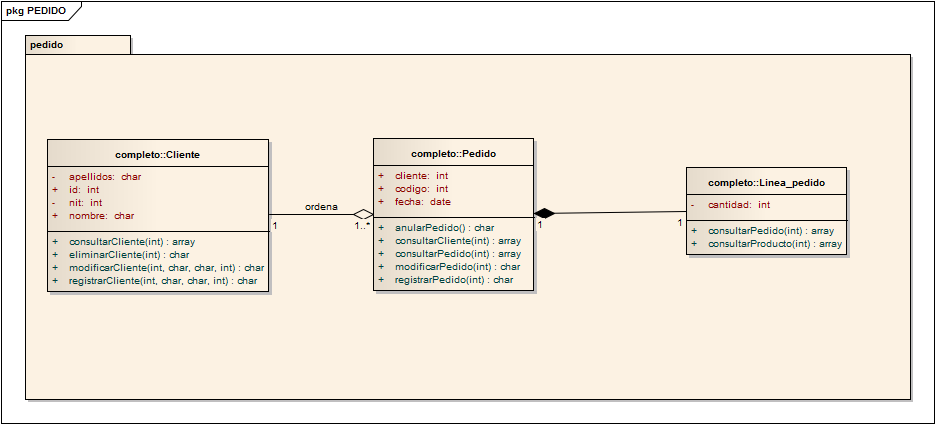 pkg PEDIDO
pedido
completo::Cliente
- apellidos: char
+ id: int
- nit: int
+ nombre: char
+ consultarCliente(int) : array
+ eliminarCliente(int) : char
+ modificarCliente(int, char, char, int) : char
+ registrarCliente(int, char, char, int) : char
ordena
1
1..*
completo::Pedido
+ cliente: int
+ codigo: int
+ fecha: date
+ anularPedido() : char
+ consultarCliente(int) : array
+ consultarPedido(int) : array
+ modificarPedido(int) : char
+ registrarPedido(int) : char
1
1
completo::Linea_pedido
- cantidad: int
+ consultarPedido(int) : array
+ consultarProducto(int) : array